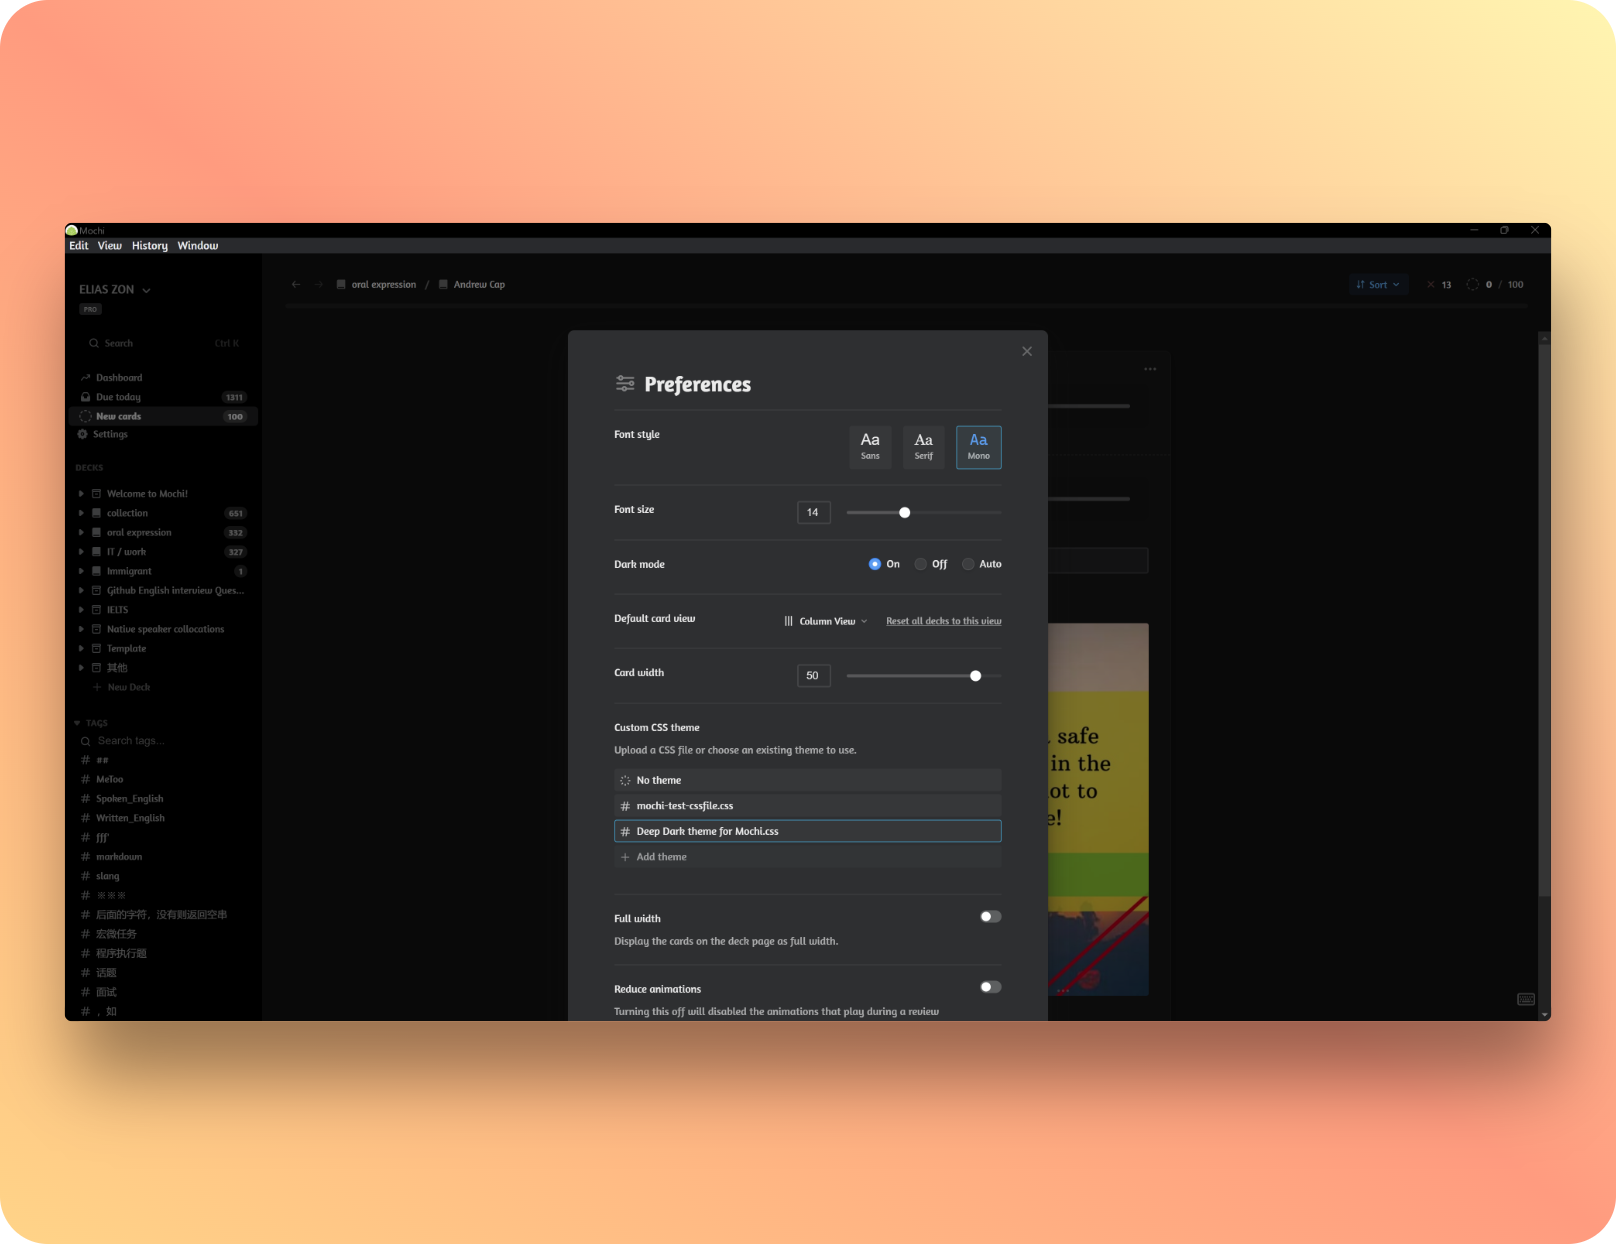 Mochi
Edit View History Window
ELIAS ZON
PRO
Search Ctrl K
Dashboard
Due today 1311
New cards 100
Settings
DECKS
Welcome to Mochi!
collection 651
oral expression 332
IT / work 327
Immigrant 1
Github English interview Ques...
IELTS
Native speaker collocations
Template
其他
+ New Deck
TAGS
Search tags...
# ##
# MeToo
# Spoken_English
# Written_English
# fff'
# markdown
# slang
# ※※※
# 后面的字符，没有则返回空串
# 宏微任务
# 程序执行题
# 话题
# 面试
# ，如
oral expression / Andrew Cap
Sort
13
0 / 100
Preferences
Font style
Aa Aa Aa
Sans Serif Mono
Font size 14
Dark mode On Off Auto
Default card view Column View Reset all decks to this view
Card width 50
Custom CSS theme
Upload a CSS file or choose an existing theme to use.
No theme
# mochi-test-cssfile.css
# Deep Dark theme for Mochi.css
+ Add theme
Full width
Display the cards on the deck page as full width.
Reduce animations
Turning this off will disabled the animations that play during a review
safe
in the
ot to
e!